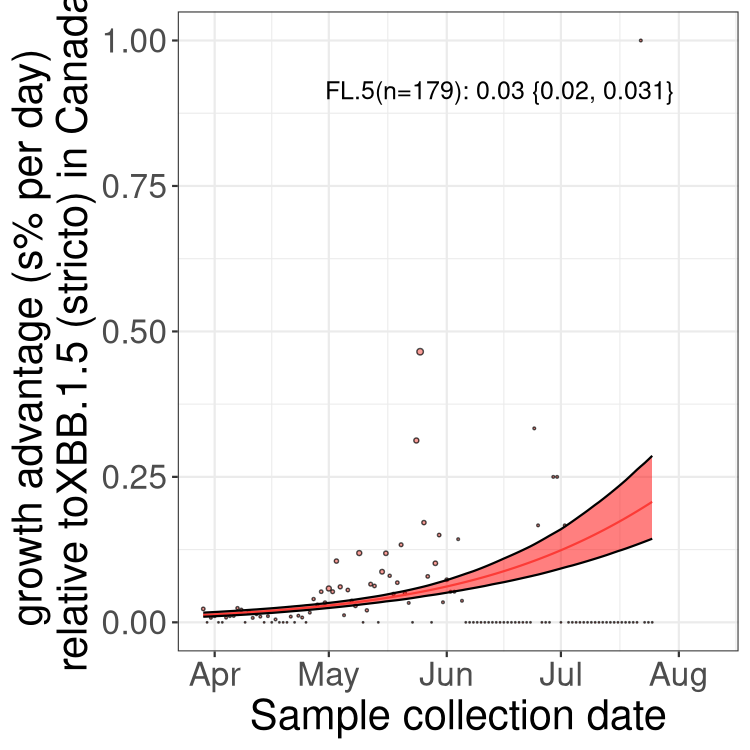 growth advantage (s% per day)
relative toXBB.1.5 (stricto) in Canada
1.00
0.75
0.50
0.25
0.00
FL.5(n=179): 0.03 {0.02, 0.031}
Apr May Jun Jul Aug
Sample collection date